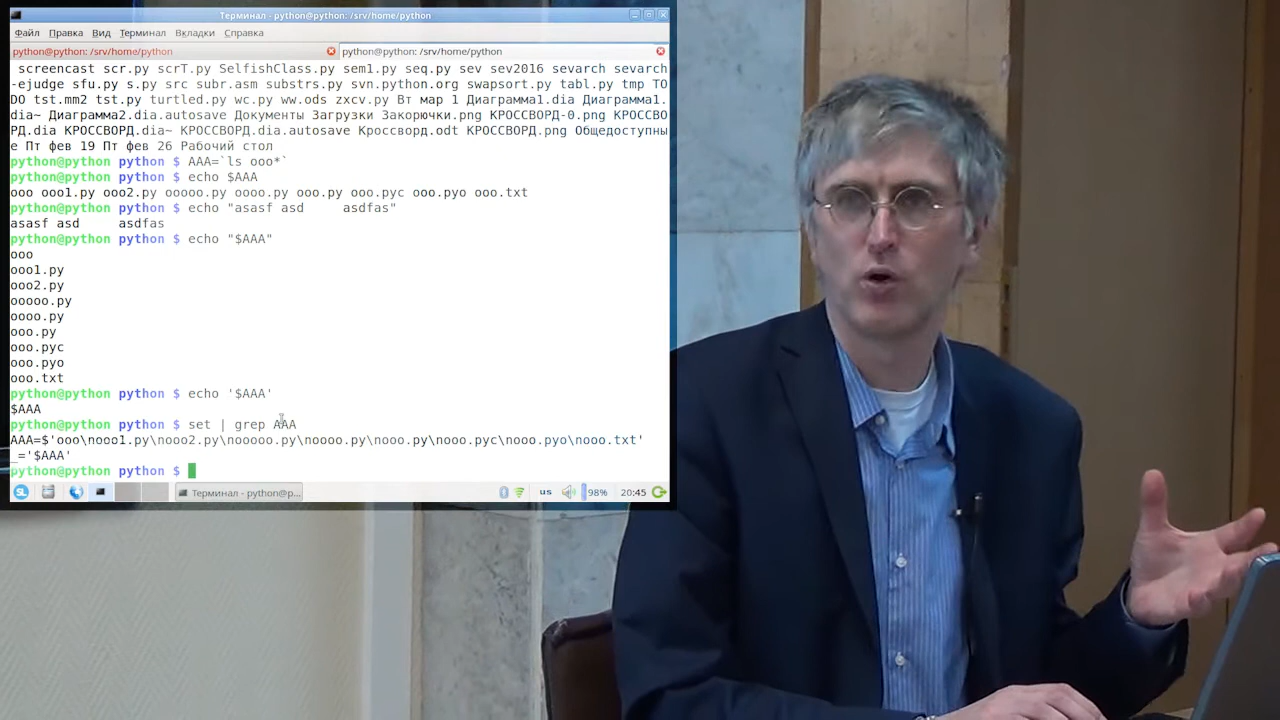 Терминал - python@python: /srv/home/python
Файл Правка Вид Терминал Вкладки Справка
python@python: /srv/home/python python@python: /srv/home/python
screencast scr.py scrT.py SelfishClass.py sem1.py seq.py sev sev2016 sevarch sevarch
-ejudge sfu.py s.py src subr.asm substrs.py svn.python.org swapsort.py tabl.py tmp TO
DO tst.mm2 tst.py turtled.py wc.py ww.ods zxcv.py Вт мар 1 Диаграмма1.dia Диаграмма1.
dia~ Диаграмма2.dia.autosave Документы Загрузки Закорючки.png КРОССВОРД-0.png КРОССВО
РД.dia КРОССВОРД.dia~ КРОССВОРД.dia.autosave Кроссворд.odt КРОССВОРД.png Общедоступны
е Пт фев 19 Пт фев 26 Рабочий стол
python@python python $ AAA=`ls ooo*`
python@python python $ echo $AAA
ooo ooo1.py ooo2.py ooooo.py oooo.py ooo.py ooo.pyc ooo.pyo ooo.txt
python@python python $ echo "asasf asd     asdfas"
asasf asd     asdfas
python@python python $ echo "$AAA"
ooo
ooo1.py
ooo2.py
ooooo.py
oooo.py
ooo.py
ooo.pyc
ooo.pyo
ooo.txt
python@python python $ echo '$AAA'
$AAA
python@python python $ set | grep AAA
AAA=$'ooo\nooo1.py\nooo2.py\nooooo.py\noooo.py\nooo.py\nooo.pyc\nooo.pyo\nooo.txt'
_='$AAA'
python@python python $
Терминал - python@p... us 98% 20:45